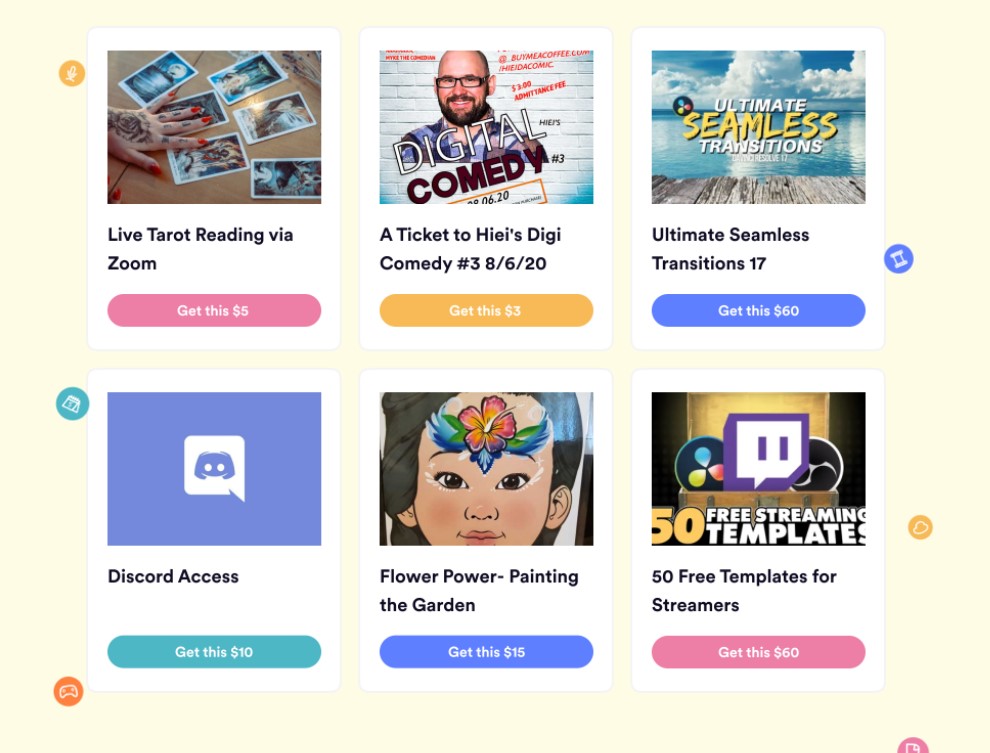 MYKE THE COMEDIAN
@_BUYMEACOFFEE.COM/
/HIEIDACOMIC.
$3.00
ADMITTANCE FEE
HIEI'S
DIGITAL
COMEDY #3
08.06.20
ULTIMATE
SEAMLESS
TRANSITIONS
DAVINCI RESOLVE 17
Live Tarot Reading via
Zoom
A Ticket to Hiei's Digi
Comedy #3 8/6/20
Ultimate Seamless
Transitions 17
Get this $5
Get this $3
Get this $60
50 FREE STREAMING
TEMPLATES
Discord Access
Flower Power- Painting
the Garden
50 Free Templates for
Streamers
Get this $10
Get this $15
Get this $60